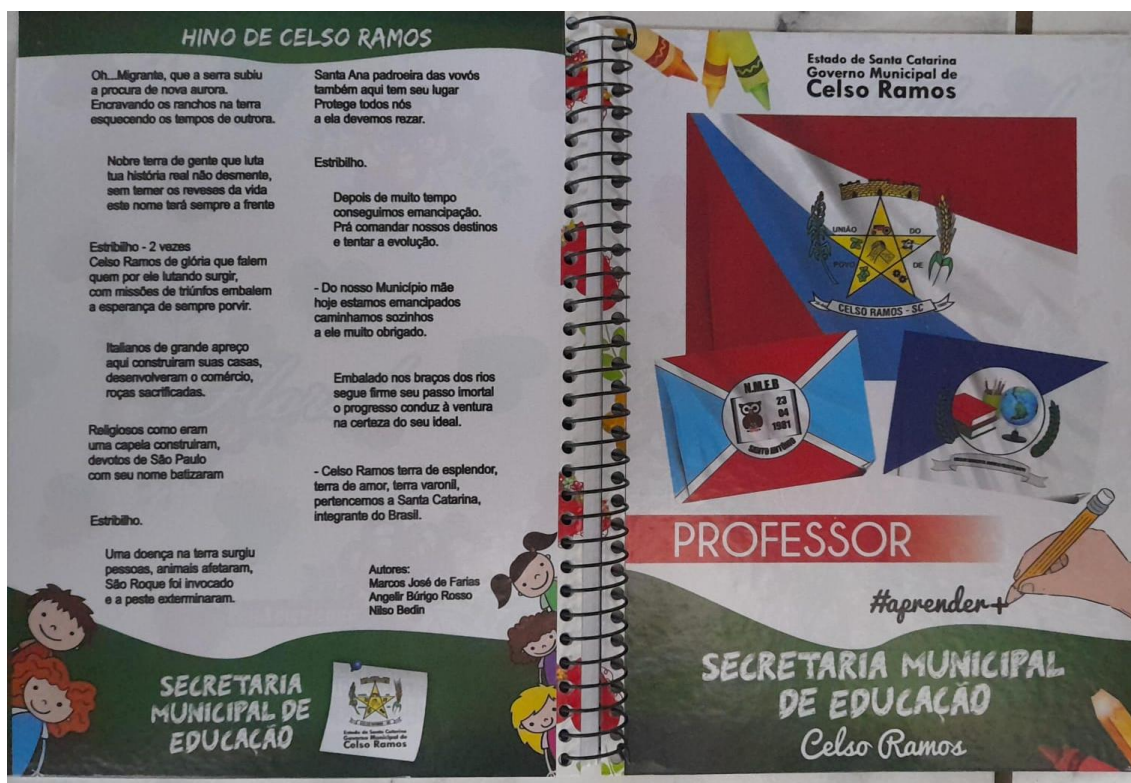 HINO DE CELSO RAMOS
Oh...Migrante, que a serra subiu
a procura de nova aurora.
Encravando os ranchos na terra
esquecendo os tempos de outrora.
Nobre terra de gente que luta
tua história real não desmente,
sem temer os reveses da vida
este nome terá sempre a frente
Estribilho - 2 vezes
Celso Ramos de glória que falem
quem por ele lutando surgir,
com missões de triúnfos embalem
a esperança de sempre porvir.
Italianos de grande apreço
aqui construiram suas casas,
desenvolveram o comércio,
roças sacrificadas.
Religiosos como eram
uma capela construiram,
devotos de São Paulo
com seu nome batizaram
Estribilho.
Uma doença na terra surgiu
pessoas, animais afetaram,
São Roque foi invocado
e a peste exterminaram.
Santa Ana padroeira das vovós
também aqui tem seu lugar
Protege todos nós
a ela devemos rezar.
Estribilho.
Depois de muito tempo
conseguimos emancipação.
Prá comandar nossos destinos
e tentar a evolução.
- Do nosso Município mãe
hoje estamos emancipados
caminhamos sozinhos
a ele muito obrigado.
Embalado nos braços dos rios
segue firme seu passo imortal
o progresso conduz à ventura
na certeza do seu ideal.
- Celso Ramos terra de esplendor,
terra de amor, terra varonil,
pertencemos a Santa Catarina,
integrante do Brasil.
Autores:
Marcos José de Farias
Angelir Búrigo Rosso
Nilso Bedin
SECRETARIA
MUNICIPAL DE
EDUCAÇÃO
Estado de Santa Catarina
Governo Municipal de
Celso Ramos
Estado de Santa Catarina
Governo Municipal de
Celso Ramos
UNIÃO DO
POVO DE
CELSO RAMOS - SC
N.M.E.B
23
04
1981
SANTO ANTÔNIO
PROFESSOR
#aprender+
SECRETARIA MUNICIPAL
DE EDUCAÇÃO
Celso Ramos